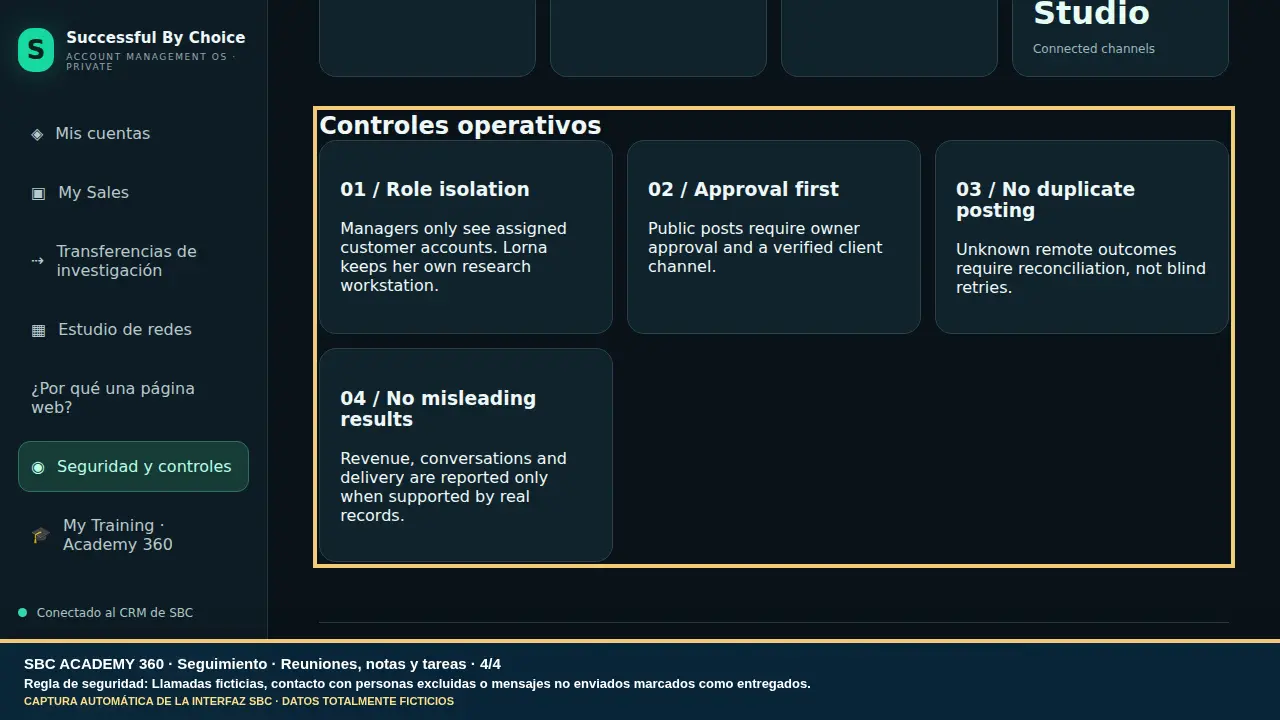 S
Successful By Choice
ACCOUNT MANAGEMENT OS ·
PRIVATE
◈ Mis cuentas
▣ My Sales
⇢ Transferencias de
investigación
▦ Estudio de redes
¿Por qué una página
web?
◉ Seguridad y controles
🎓 My Training ·
Academy 360
Conectado al CRM de SBC
Studio
Connected channels
Controles operativos
01 / Role isolation
Managers only see assigned
customer accounts. Lorna
keeps her own research
workstation.
02 / Approval first
Public posts require owner
approval and a verified client
channel.
03 / No duplicate
posting
Unknown remote outcomes
require reconciliation, not blind
retries.
04 / No misleading
results
Revenue, conversations and
delivery are reported only
when supported by real
records.
SBC ACADEMY 360 · Seguimiento · Reuniones, notas y tareas · 4/4
Regla de seguridad: Llamadas ficticias, contacto con personas excluidas o mensajes no enviados marcados como entregados.
CAPTURA AUTOMÁTICA DE LA INTERFAZ SBC · DATOS TOTALMENTE FICTICIOS